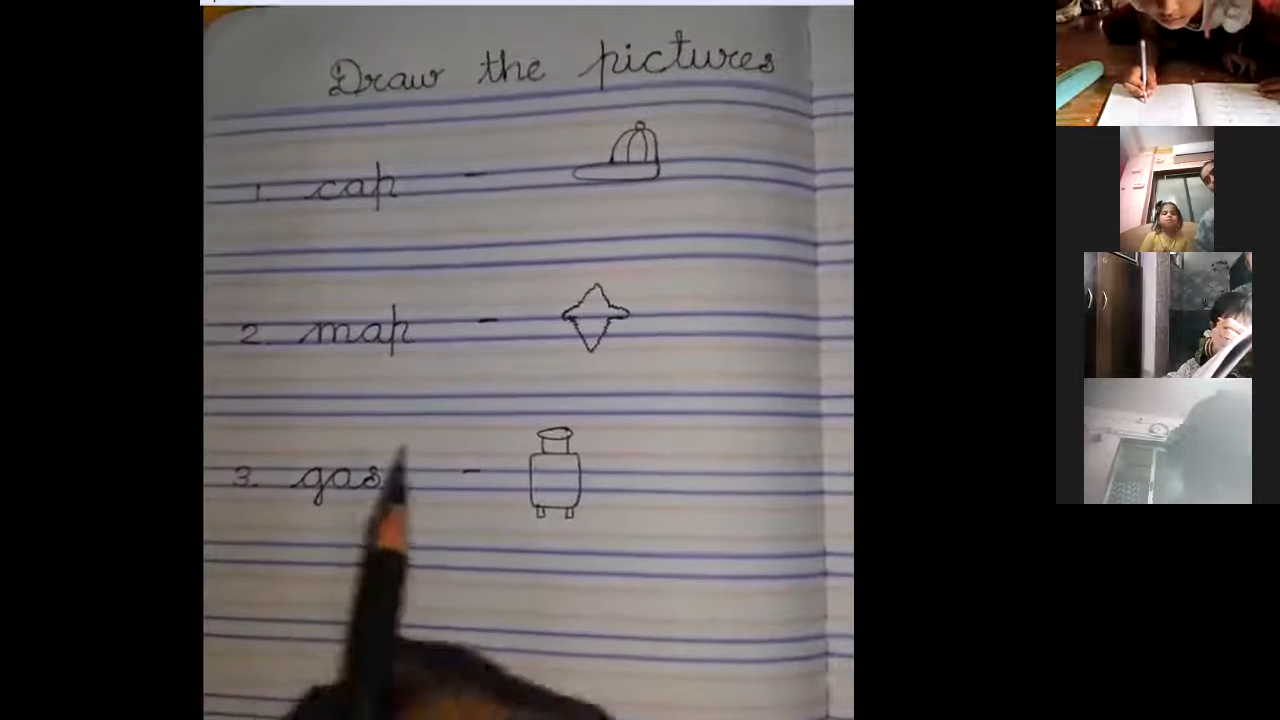 Draw the pictures
1. cap -
2. map -
3. gas -